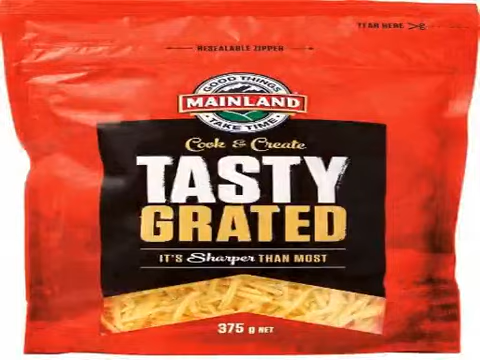 TEAR HERE
RESEALABLE ZIPPER
GOOD THINGS
MAINLAND
TAKE TIME
Cook & Create
TASTY
GRATED
IT'S Sharper THAN MOST
375 g NET